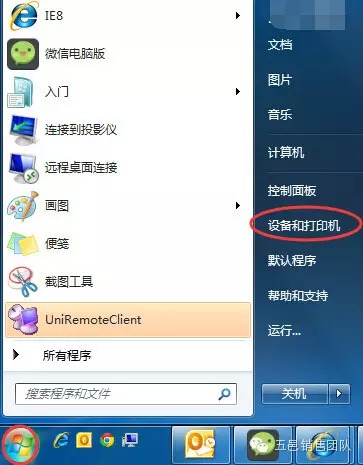 IE8
微信电脑版
入门
连接到投影仪
远程桌面连接
画图
便笺
截图工具
UniRemoteClient
所有程序
搜索程序和文件
文档
图片
音乐
计算机
控制面板
设备和打印机
默认程序
帮助和支持
运行...
关机
五邑销售团队